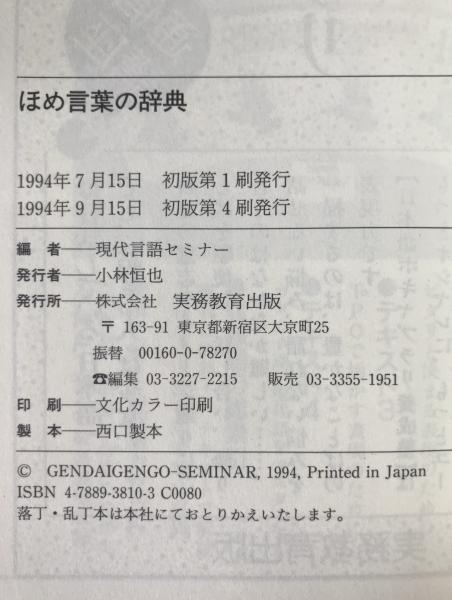 ほめ言葉の辞典
1994年7月15日　初版第1刷発行
1994年9月15日　初版第4刷発行
編　者──現代言語セミナー
発行者──小林恒也
発行所──株式会社　実務教育出版
〒163-91 東京都新宿区大京町25
振替　00160-0-78270
☎編集 03-3227-2215　販売 03-3355-1951
印　刷──文化カラー印刷
製　本──西口製本
© GENDAIGENGO-SEMINAR, 1994, Printed in Japan
ISBN 4-7889-3810-3 C0080
落丁・乱丁本は本社にておとりかえいたします。